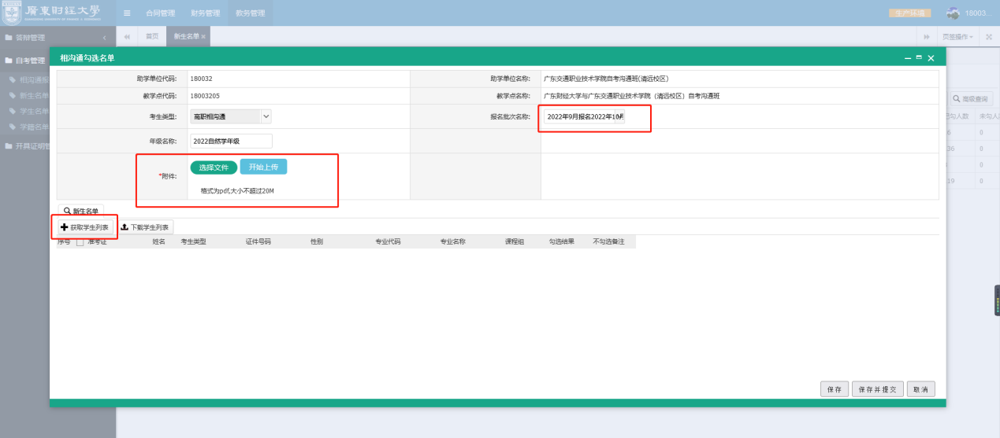 廣東財經大學
合同管理
财务管理
教务管理
生产环境
18003...
答辩管理
首页
新生名单
页签操作
自考管理
相沟通报
新生名单
学生名单
学籍名单
开具证明管
相沟通勾选名单
助学单位代码: 180032
助学单位名称: 广东交通职业技术学院自考沟通班(清远校区)
教学点代码: 18003205
教学点名称: 广东财经大学与广东交通职业技术学院（清远校区）自考沟通班
考生类型: 高职相沟通
报名批次名称: 2022年9月报名2022年10月
年级名称: 2022自然学年级
*附件: 选择文件 开始上传
格式为pdf,大小不超过20M
新生名单
获取学生列表 下载学生列表
序号 准考证 姓名 考生类型 证件号码 性别 专业代码 专业名称 课程组 勾选结果 不勾选备注
高级查询
已勾人数 未勾人
6 0
36 0
0
19 0
保存 保存并提交 取消